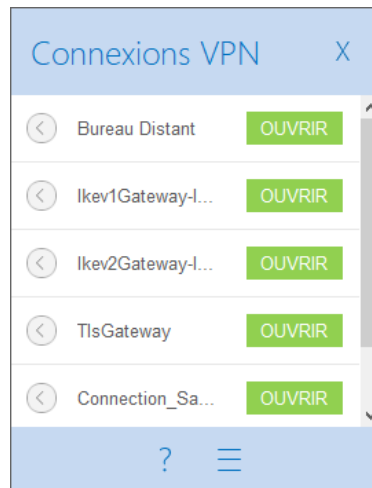 Connexions VPN X
Bureau Distant OUVRIR
Ikev1Gateway-I... OUVRIR
Ikev2Gateway-I... OUVRIR
TlsGateway OUVRIR
Connection_Sa... OUVRIR
?